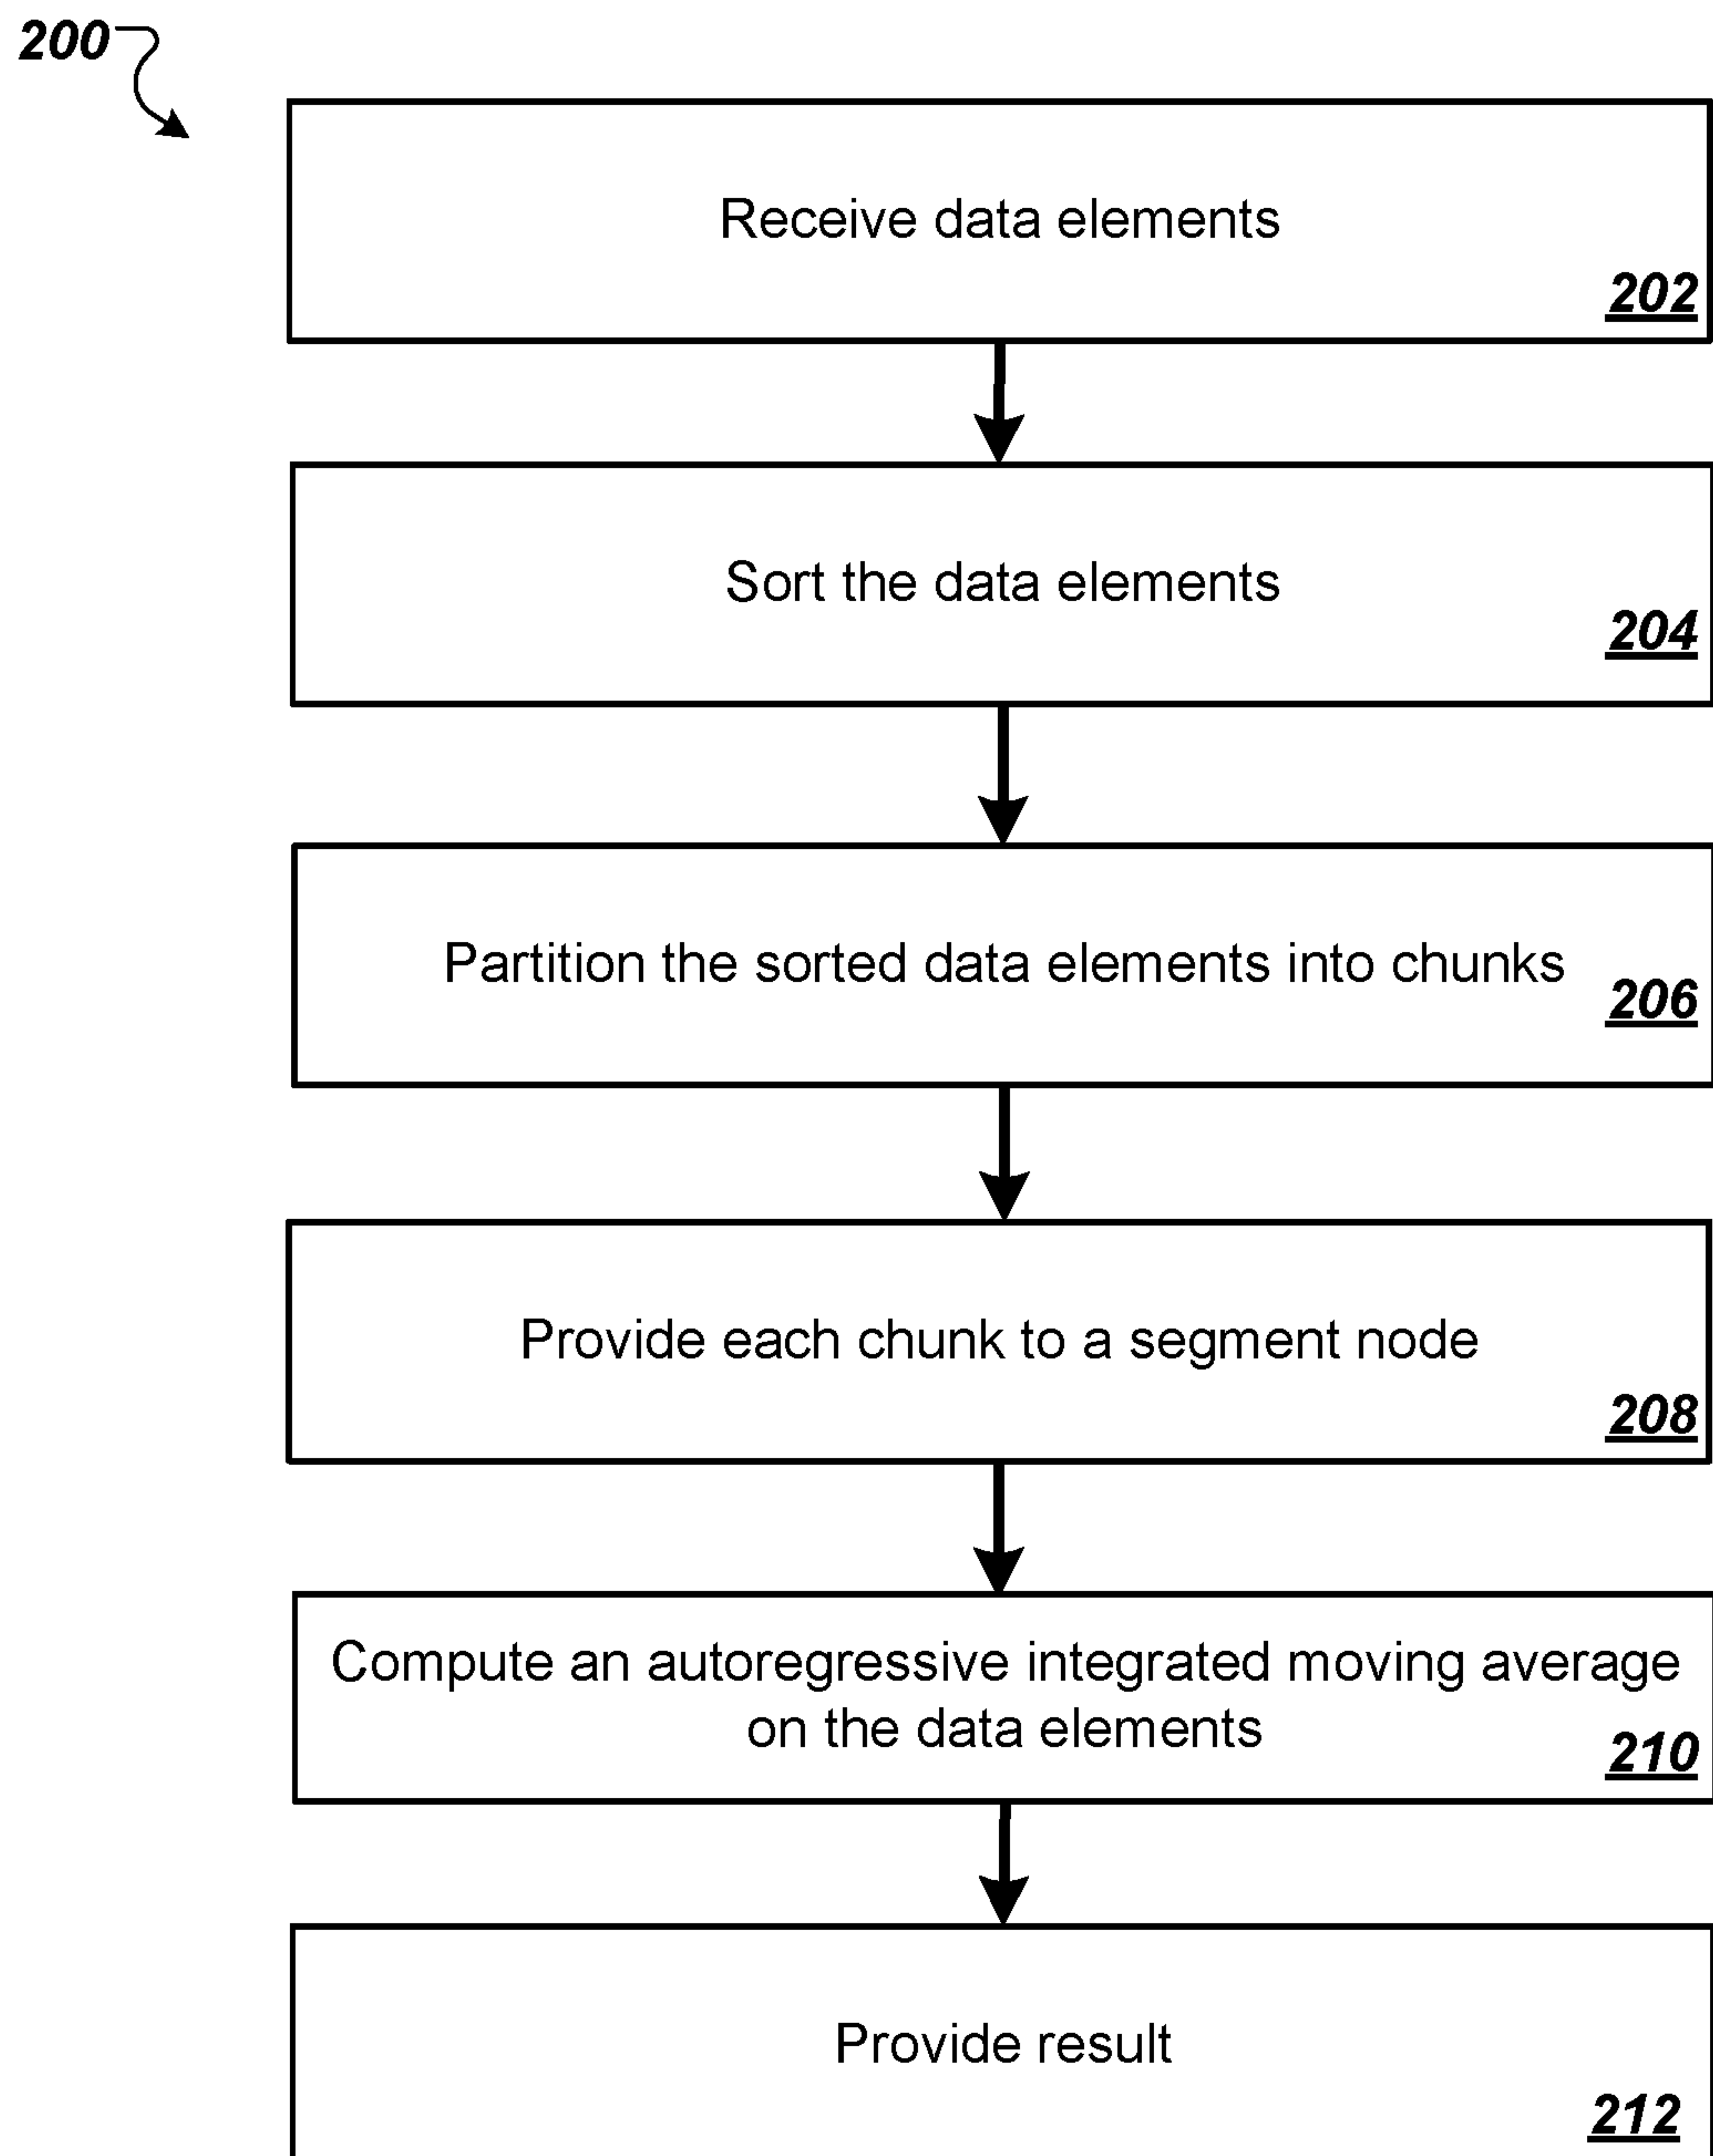 200
Receive data elements
202
Sort the data elements
204
Partition the sorted data elements into chunks
206
Provide each chunk to a segment node
208
Compute an autoregressive integrated moving average
on the data elements
210
Provide result
212